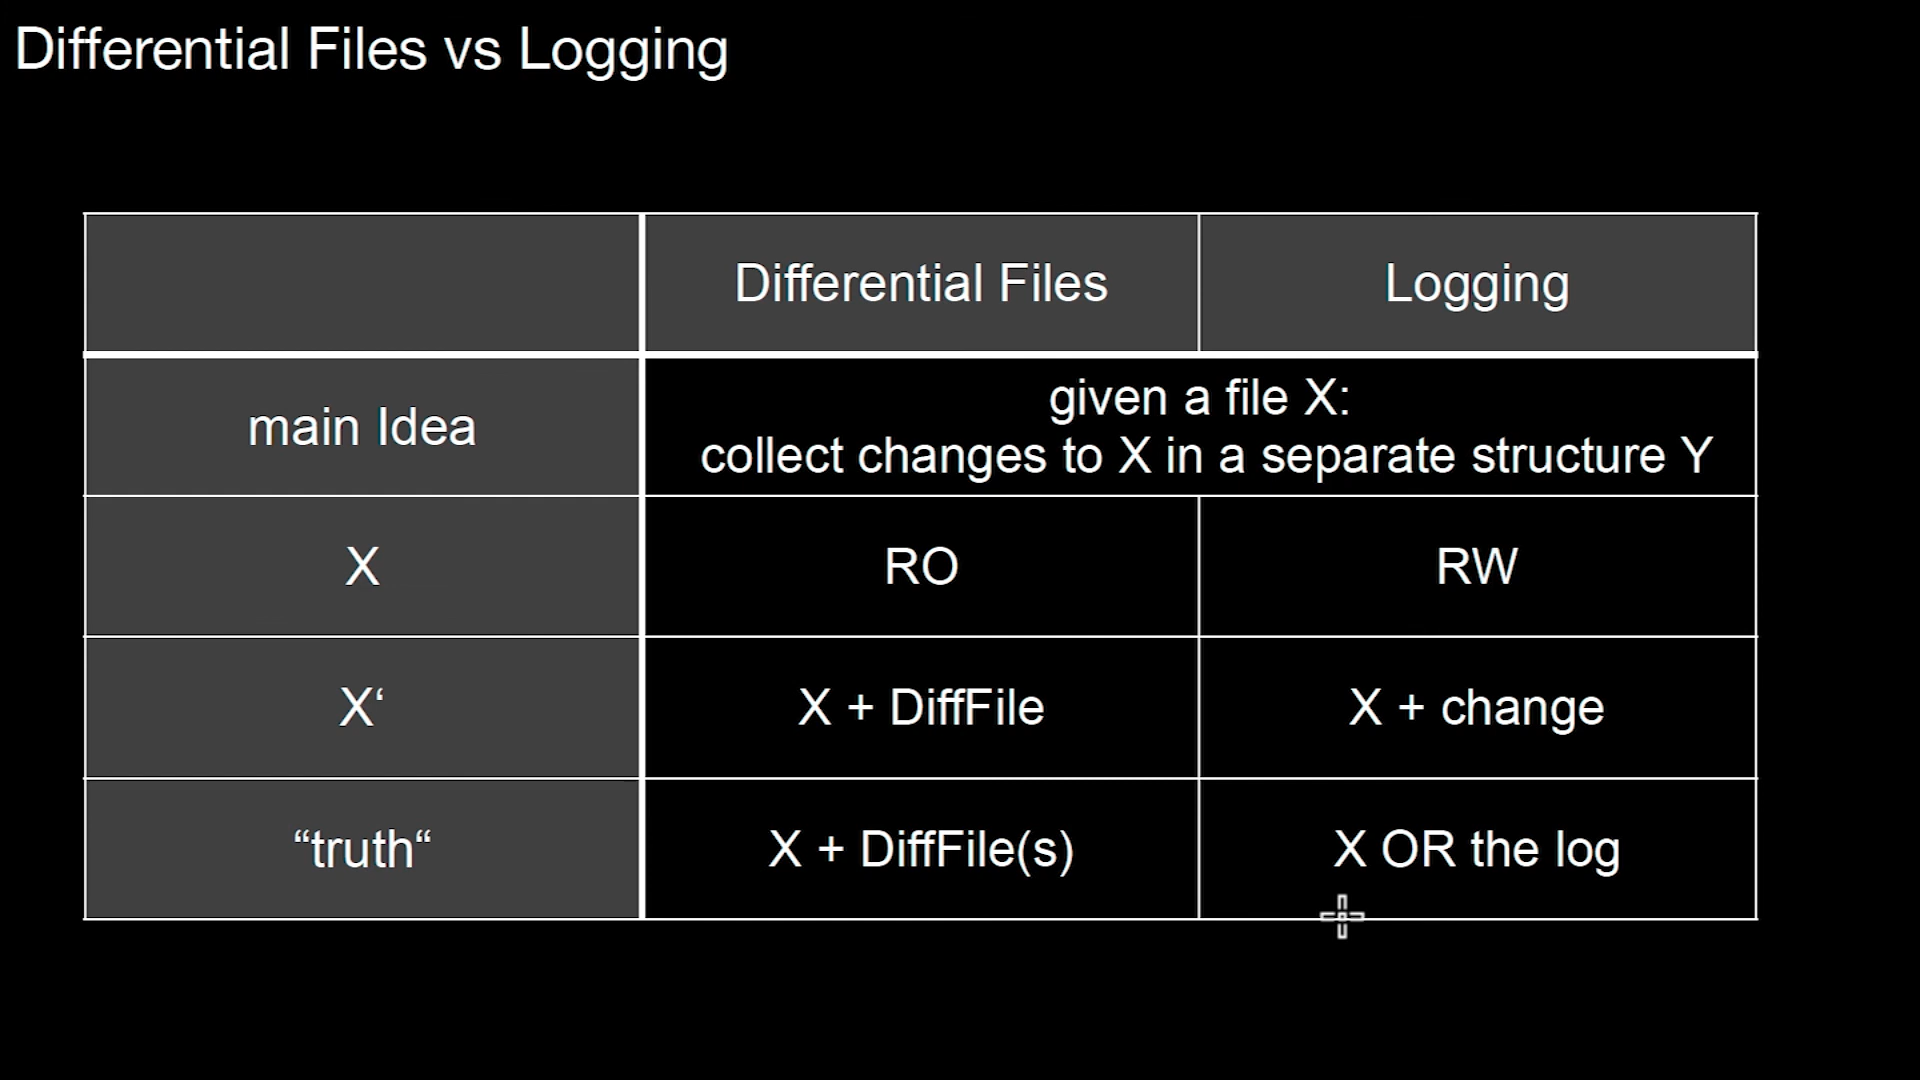 Differential Files vs Logging
Differential Files
Logging
main Idea
given a file X:
collect changes to X in a separate structure Y
X
RO
RW
X‘
X + DiffFile
X + change
“truth“
X + DiffFile(s)
X OR the log